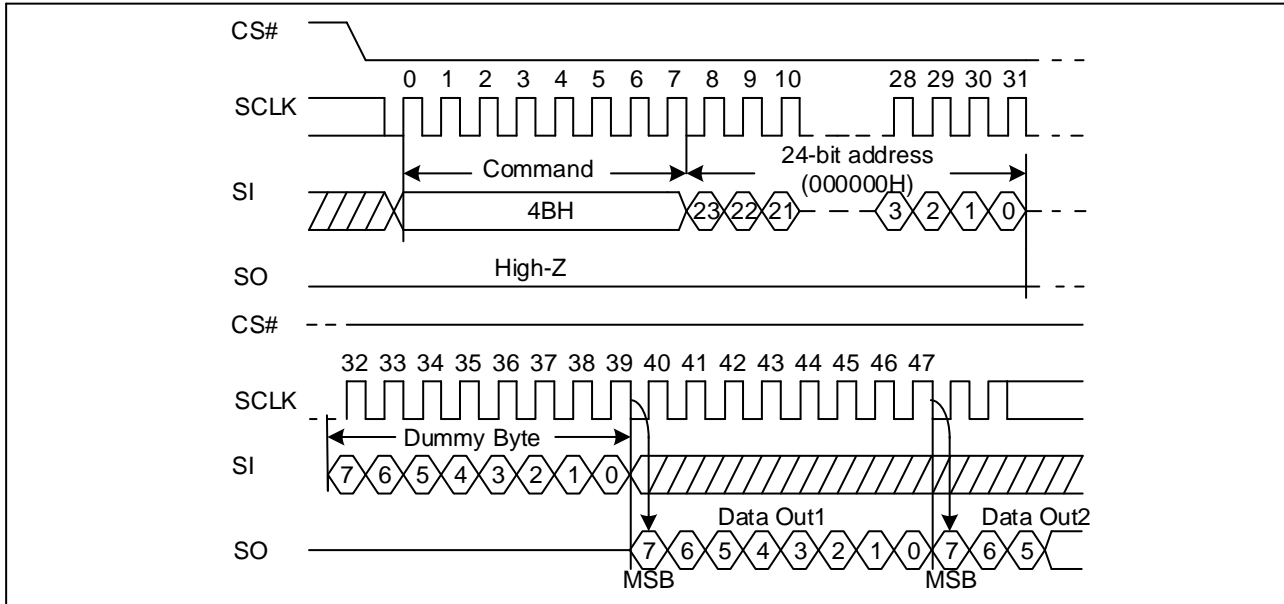 CS#
0 1 2 3 4 5 6 7 8 9 10 28 29 30 31
SCLK
Command 24-bit address
(000000H)
SI 4BH 23 22 21 3 2 1 0
High-Z
SO
CS#
32 33 34 35 36 37 38 39 40 41 42 43 44 45 46 47
SCLK
Dummy Byte
SI 7 6 5 4 3 2 1 0
Data Out1 Data Out2
SO 7 6 5 4 3 2 1 0 7 6 5
MSB MSB